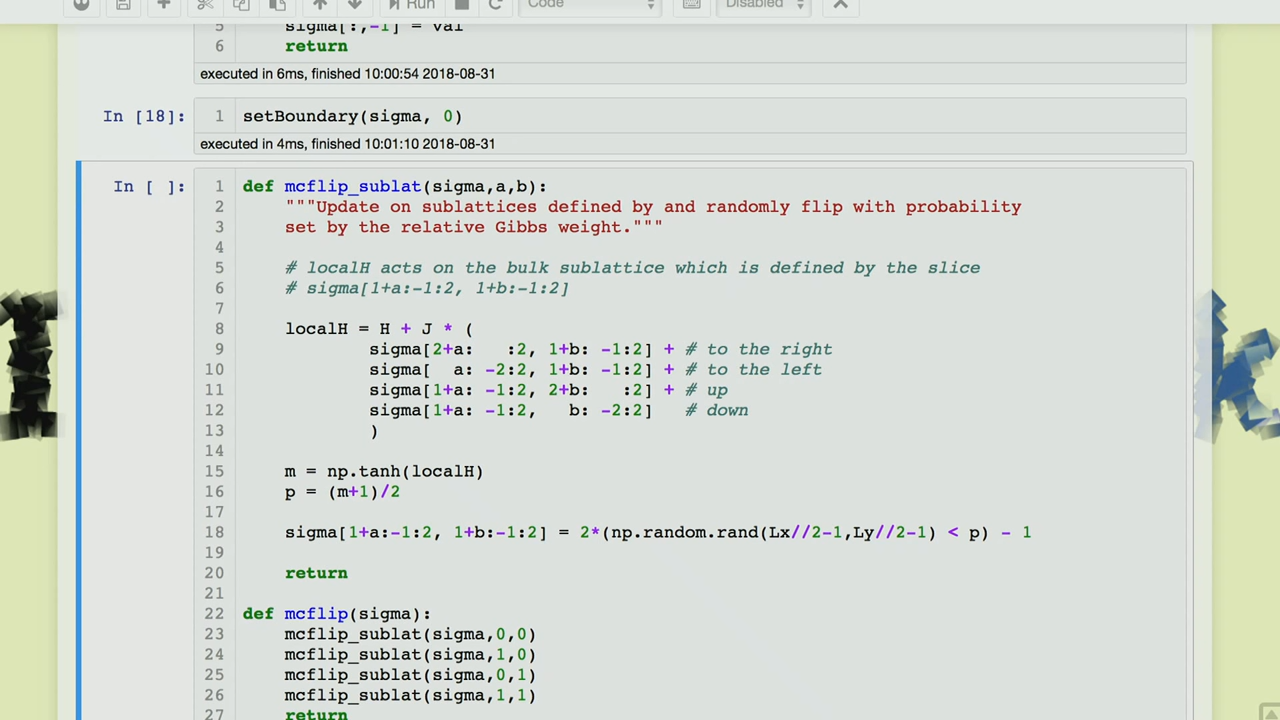 Run
Code
Disabled
5 sigma[:,-1] = val
6 return
executed in 6ms, finished 10:00:54 2018-08-31
In [18]: 1 setBoundary(sigma, 0)
executed in 4ms, finished 10:01:10 2018-08-31
In [ ]: 1 def mcflip_sublat(sigma,a,b):
2 """Update on sublattices defined by and randomly flip with probability
3 set by the relative Gibbs weight."""
4
5 # localH acts on the bulk sublattice which is defined by the slice
6 # sigma[1+a:-1:2, 1+b:-1:2]
7
8 localH = H + J * (
9 sigma[2+a:   :2, 1+b: -1:2] + # to the right
10 sigma[  a: -2:2, 1+b: -1:2] + # to the left
11 sigma[1+a: -1:2, 2+b:   :2] + # up
12 sigma[1+a: -1:2,   b: -2:2]   # down
13 )
14
15 m = np.tanh(localH)
16 p = (m+1)/2
17
18 sigma[1+a:-1:2, 1+b:-1:2] = 2*(np.random.rand(Lx//2-1,Ly//2-1) < p) - 1
19
20 return
21
22 def mcflip(sigma):
23 mcflip_sublat(sigma,0,0)
24 mcflip_sublat(sigma,1,0)
25 mcflip_sublat(sigma,0,1)
26 mcflip_sublat(sigma,1,1)
27 return